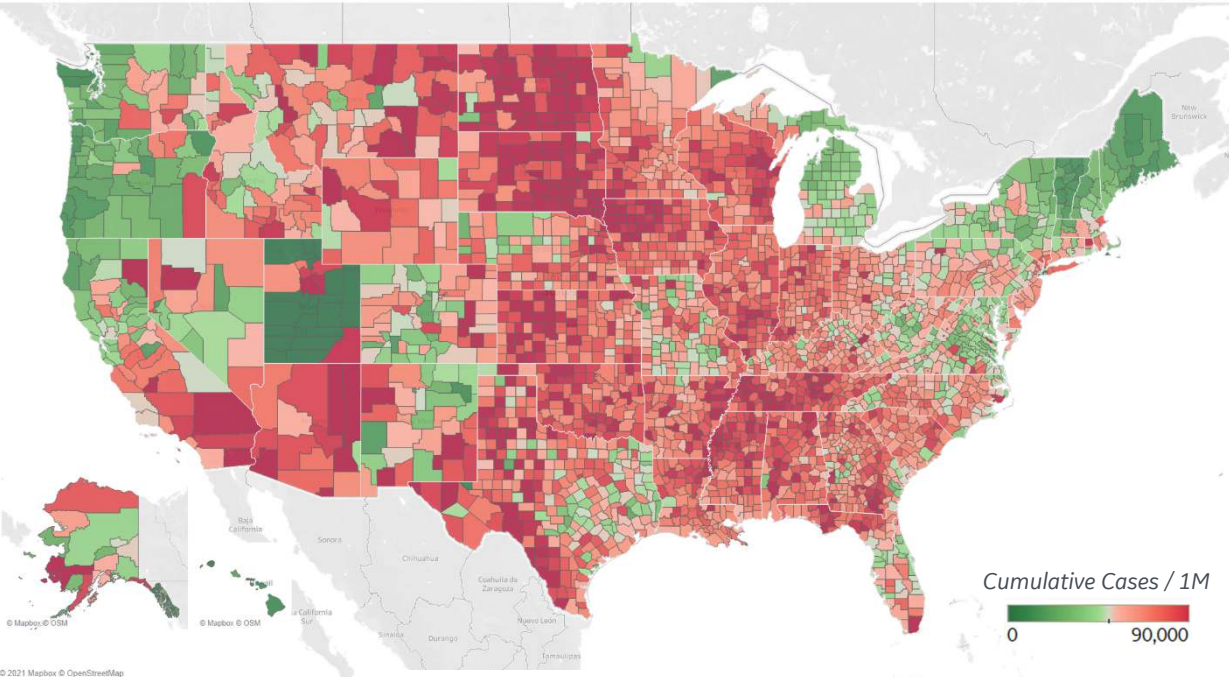 New
Brunswick
Baja
California
Sonora
Chihuahua
Coahuila de
Zaragoza
Nuevo León
Sinaloa
Durango
Tamaulipas
a California
Sur
© Mapbox © OSM
© Mapbox © OSM
Cumulative Cases / 1M
0
90,000
© 2021 Mapbox © OpenStreetMap